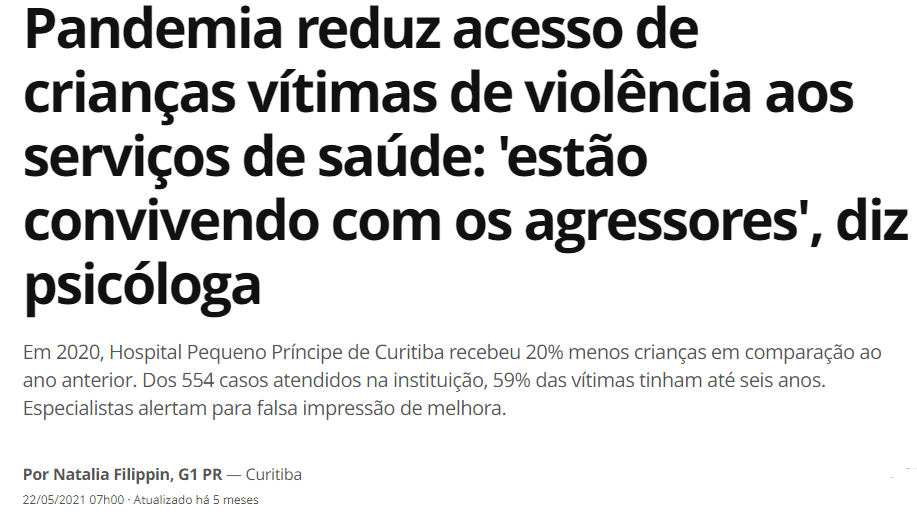 Pandemia reduz acesso de
crianças vítimas de violência aos
serviços de saúde: 'estão
convivendo com os agressores', diz
psicóloga
Em 2020, Hospital Pequeno Príncipe de Curitiba recebeu 20% menos crianças em comparação ao
ano anterior. Dos 554 casos atendidos na instituição, 59% das vítimas tinham até seis anos.
Especialistas alertam para falsa impressão de melhora.
Por Natalia Filippin, G1 PR — Curitiba
22/05/2021 07h00 · Atualizado há 5 meses